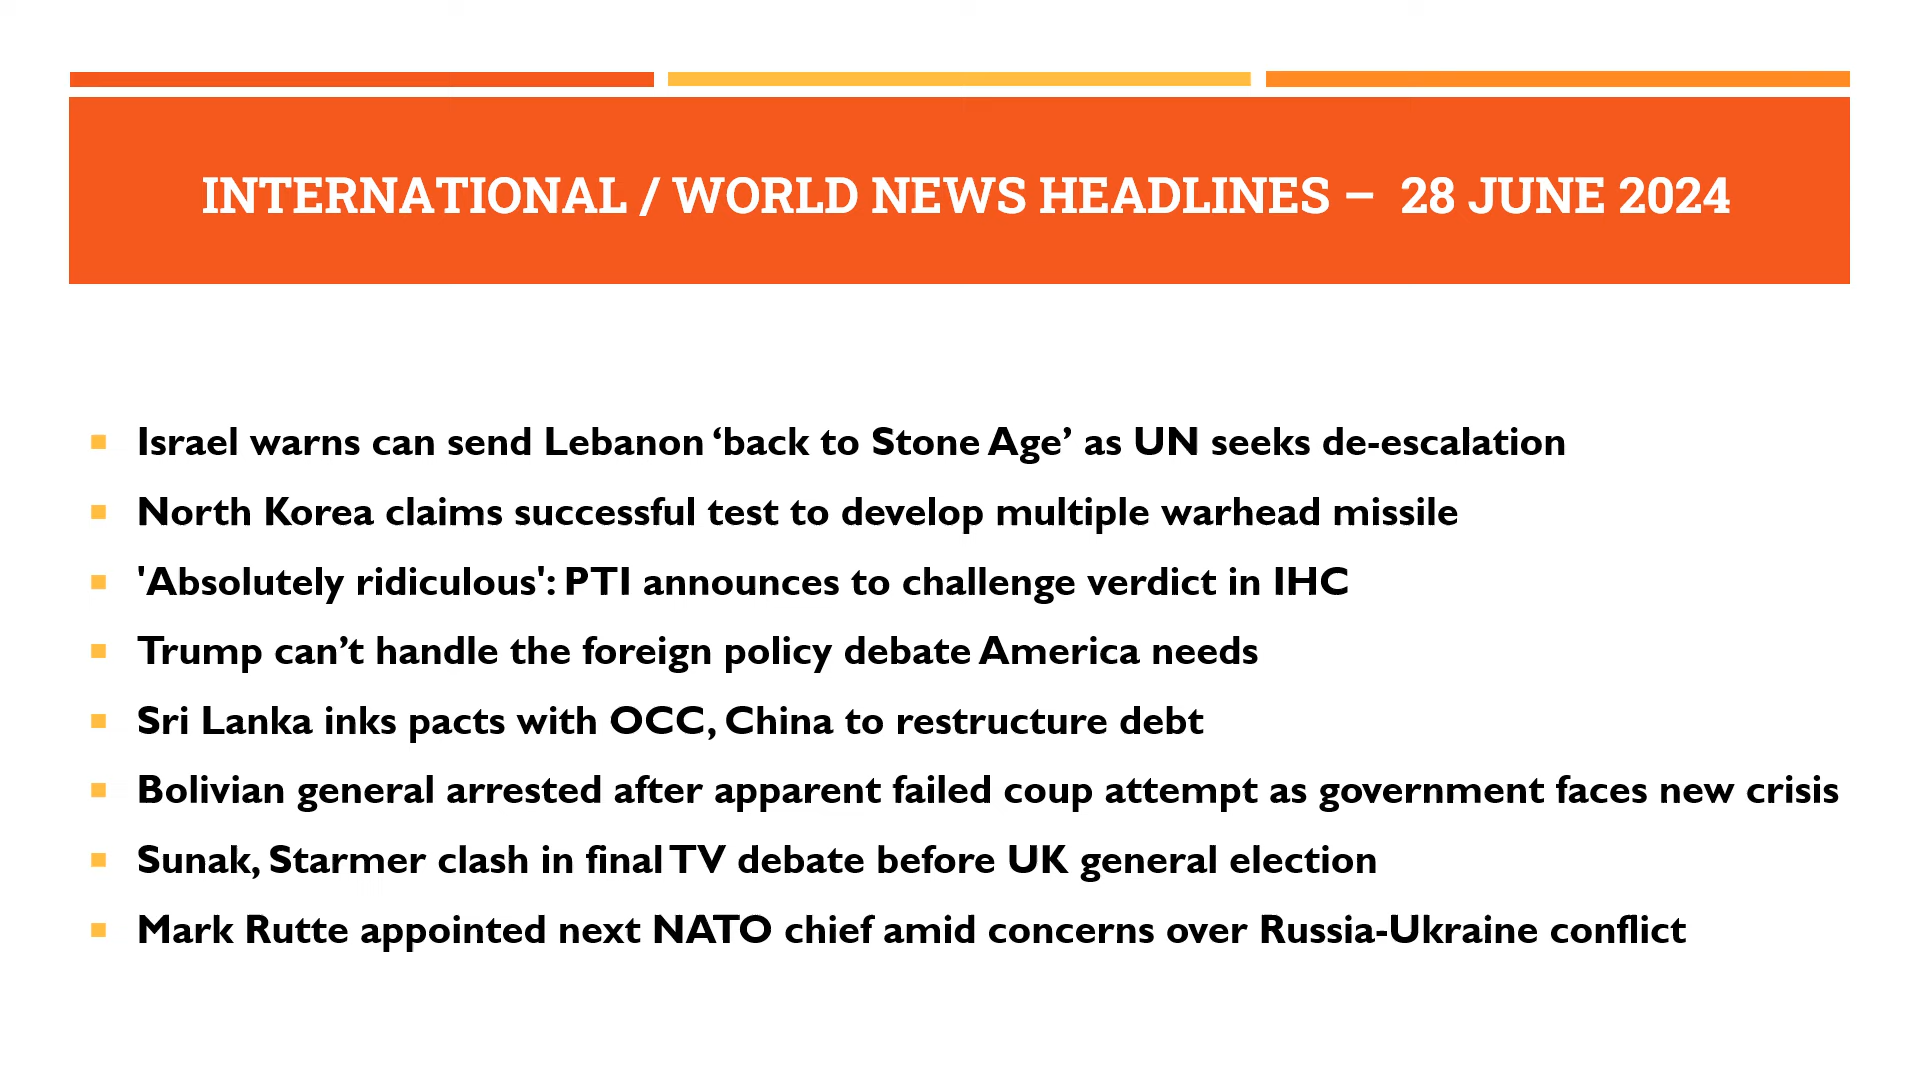 INTERNATIONAL / WORLD NEWS HEADLINES – 28 JUNE 2024
Israel warns can send Lebanon ‘back to Stone Age’ as UN seeks de-escalation
North Korea claims successful test to develop multiple warhead missile
'Absolutely ridiculous': PTI announces to challenge verdict in IHC
Trump can’t handle the foreign policy debate America needs
Sri Lanka inks pacts with OCC, China to restructure debt
Bolivian general arrested after apparent failed coup attempt as government faces new crisis
Sunak, Starmer clash in final TV debate before UK general election
Mark Rutte appointed next NATO chief amid concerns over Russia-Ukraine conflict